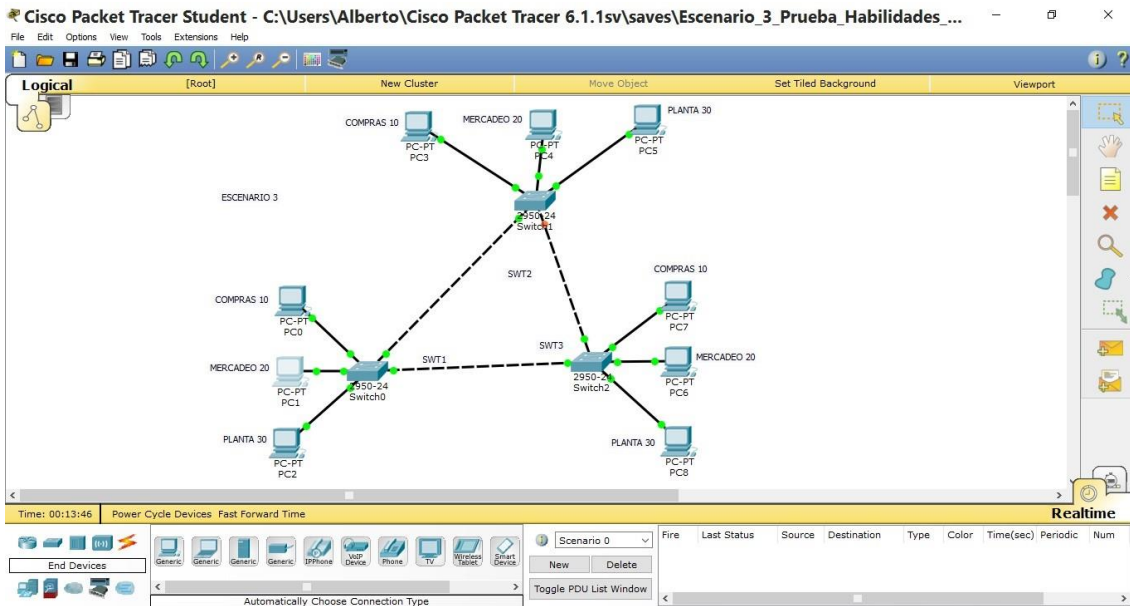 Cisco Packet Tracer Student - C:\Users\Alberto\Cisco Packet Tracer 6.1.1sv\saves\Escenario_3_Prueba_Habilidades_...
File Edit Options View Tools Extensions Help
Logical [Root] New Cluster Move Object Set Tiled Background Viewport
COMPRAS 10
PC-PT
PC3
MERCADEO 20
PC-PT
PC4
PLANTA 30
PC-PT
PC5
ESCENARIO 3
2950-24
Switch1
SWT2
COMPRAS 10
PC-PT
PC0
COMPRAS 10
PC-PT
PC7
MERCADEO 20
PC-PT
PC1
SWT1
2950-24
Switch0
SWT3
2950-24
Switch2
MERCADEO 20
PC-PT
PC6
PLANTA 30
PC-PT
PC2
PLANTA 30
PC-PT
PC8
Time: 00:13:46 Power Cycle Devices Fast Forward Time Realtime
End Devices
Generic Generic Generic Generic IPPhone VoIP Device Phone TV Wireless Tablet Smart Device
Automatically Choose Connection Type
Scenario 0
New Delete
Toggle PDU List Window
Fire Last Status Source Destination Type Color Time(sec) Periodic Num